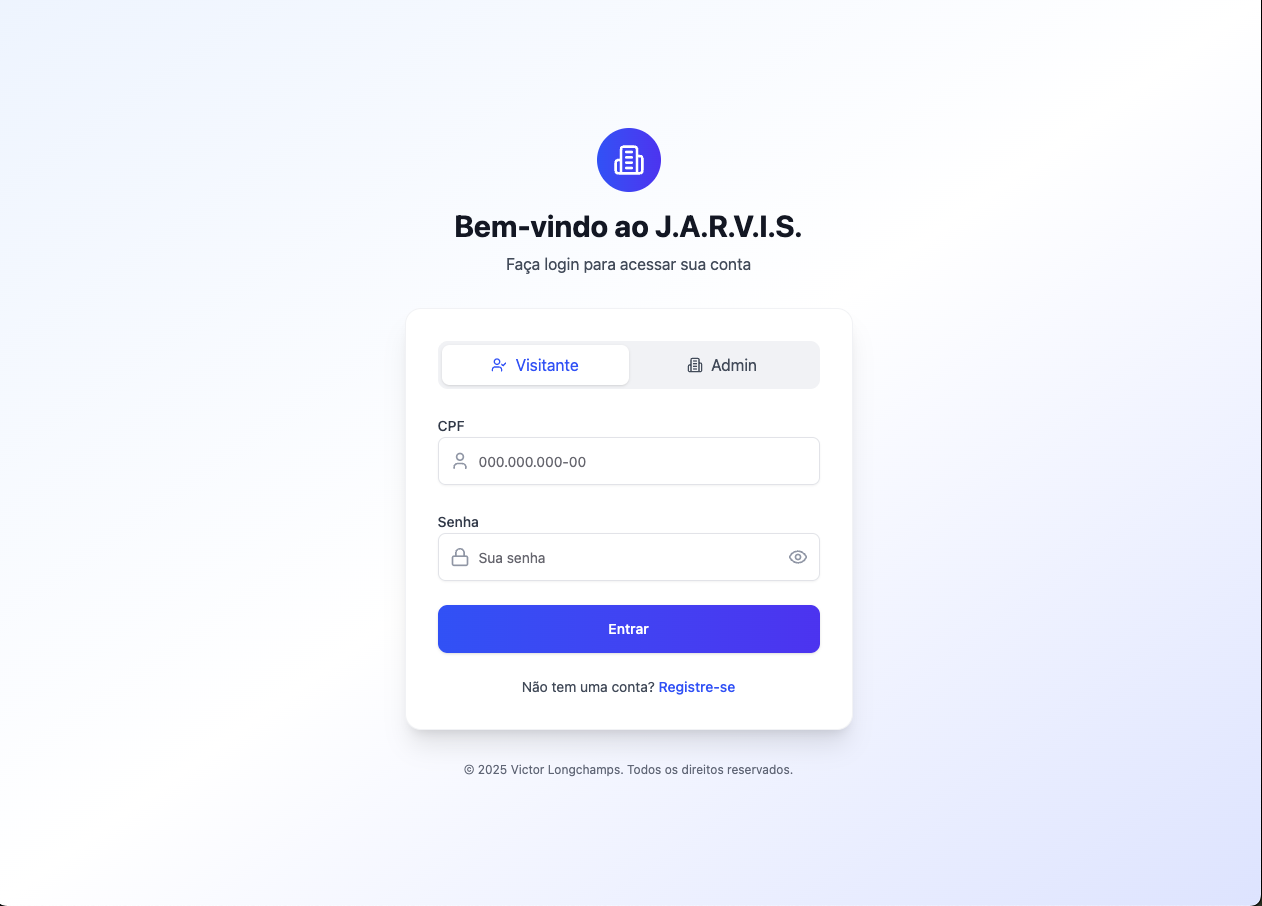 Bem-vindo ao J.A.R.V.I.S.
Faça login para acessar sua conta
Visitante
Admin
CPF
000.000.000-00
Senha
Sua senha
Entrar
Não tem uma conta? Registre-se
© 2025 Victor Longchamps. Todos os direitos reservados.